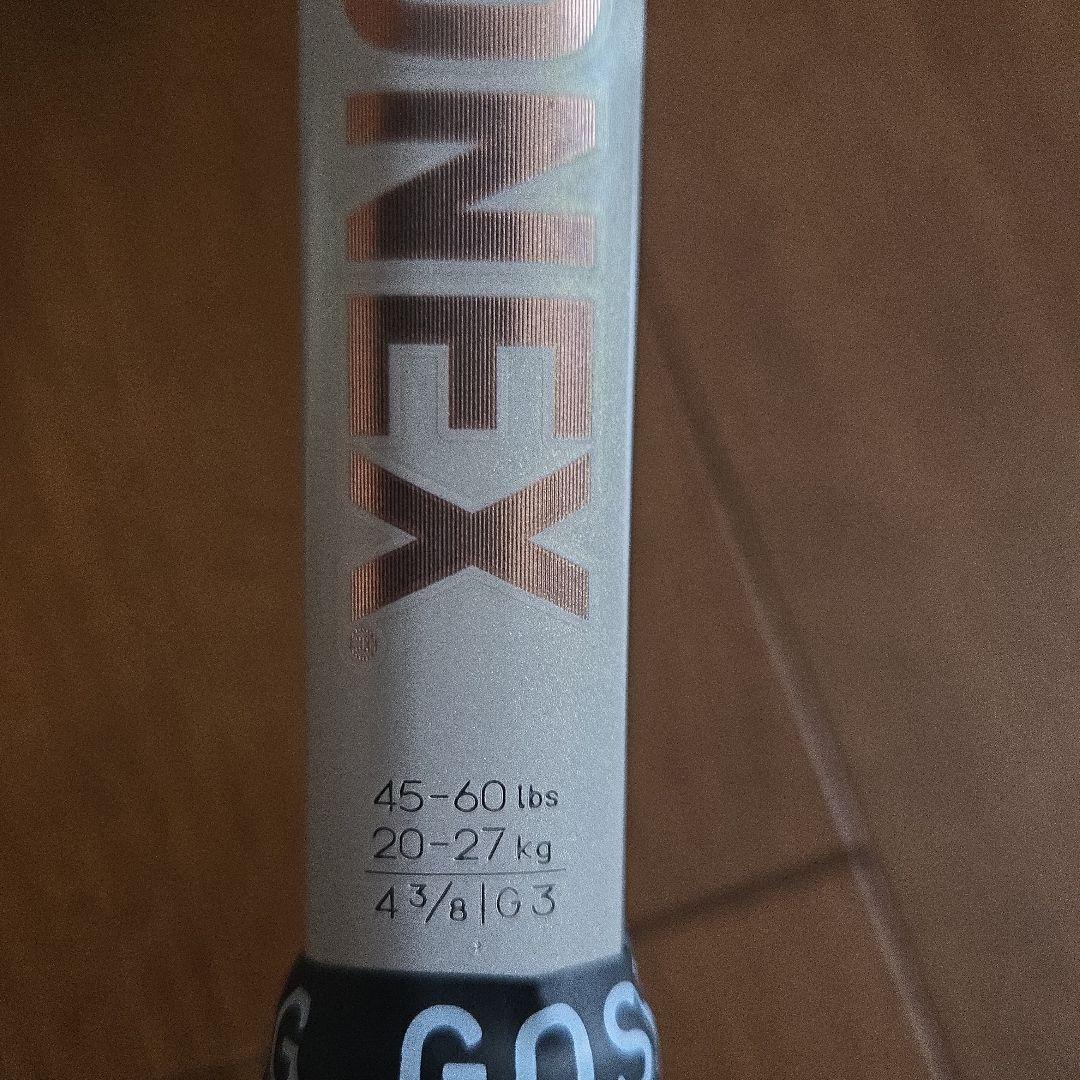 ONEX®
45-60 lbs
20-27 kg
4 3/8 | G3
G GOS